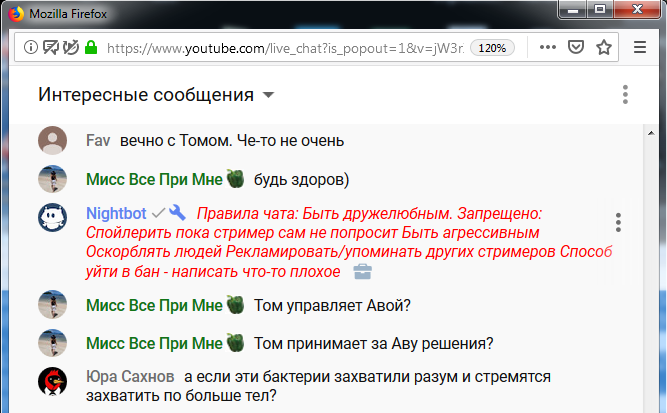 Mozilla Firefox
https://www.youtube.com/live_chat?is_popout=1&v=jW3r. 120%
Интересные сообщения
Fav вечно с Томом. Че-то не очень
Мисс Все При Мне будь здоров)
Nightbot Правила чата: Быть дружелюбным. Запрещено:
Спойлерить пока стример сам не попросит Быть агрессивным
Оскорблять людей Рекламировать/упоминать других стримеров Способ
уйти в бан - написать что-то плохое
Мисс Все При Мне Том управляет Авой?
Мисс Все При Мне Том принимает за Аву решения?
Юра Сахнов а если эти бактерии захватили разум и стремятся
захватить по больше тел?